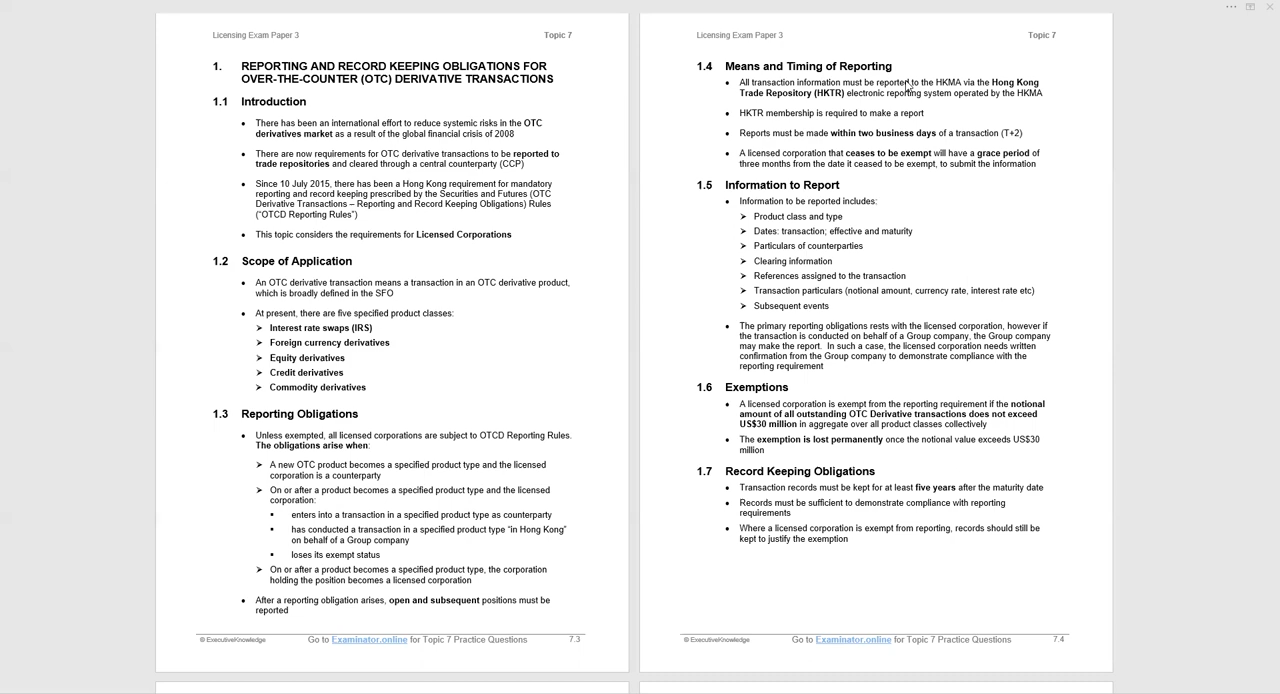 Licensing Exam Paper 3 Topic 7
1. REPORTING AND RECORD KEEPING OBLIGATIONS FOR
OVER-THE-COUNTER (OTC) DERIVATIVE TRANSACTIONS
1.1 Introduction
• There has been an international effort to reduce systemic risks in the OTC
derivatives market as a result of the global financial crisis of 2008
• There are now requirements for OTC derivative transactions to be reported to
trade repositories and cleared through a central counterparty (CCP)
• Since 10 July 2015, there has been a Hong Kong requirement for mandatory
reporting and record keeping prescribed by the Securities and Futures (OTC
Derivative Transactions – Reporting and Record Keeping Obligations) Rules
("OTCD Reporting Rules")
• This topic considers the requirements for Licensed Corporations
1.2 Scope of Application
• An OTC derivative transaction means a transaction in an OTC derivative product,
which is broadly defined in the SFO
• At present, there are five specified product classes:
➤ Interest rate swaps (IRS)
➤ Foreign currency derivatives
➤ Equity derivatives
➤ Credit derivatives
➤ Commodity derivatives
1.3 Reporting Obligations
• Unless exempted, all licensed corporations are subject to OTCD Reporting Rules.
The obligations arise when:
➤ A new OTC product becomes a specified product type and the licensed
corporation is a counterparty
➤ On or after a product becomes a specified product type and the licensed
corporation:
▪ enters into a transaction in a specified product type as counterparty
▪ has conducted a transaction in a specified product type "in Hong Kong"
on behalf of a Group company
▪ loses its exempt status
➤ On or after a product becomes a specified product type, the corporation
holding the position becomes a licensed corporation
• After a reporting obligation arises, open and subsequent positions must be
reported
© ExecutiveKnowledge Go to Examinator.online for Topic 7 Practice Questions 7.3
Licensing Exam Paper 3 Topic 7
1.4 Means and Timing of Reporting
• All transaction information must be reported to the HKMA via the Hong Kong
Trade Repository (HKTR) electronic reporting system operated by the HKMA
• HKTR membership is required to make a report
• Reports must be made within two business days of a transaction (T+2)
• A licensed corporation that ceases to be exempt will have a grace period of
three months from the date it ceased to be exempt, to submit the information
1.5 Information to Report
• Information to be reported includes:
➤ Product class and type
➤ Dates: transaction; effective and maturity
➤ Particulars of counterparties
➤ Clearing information
➤ References assigned to the transaction
➤ Transaction particulars (notional amount, currency rate, interest rate etc)
➤ Subsequent events
• The primary reporting obligations rests with the licensed corporation, however if
the transaction is conducted on behalf of a Group company, the Group company
may make the report. In such a case, the licensed corporation needs written
confirmation from the Group company to demonstrate compliance with the
reporting requirement
1.6 Exemptions
• A licensed corporation is exempt from the reporting requirement if the notional
amount of all outstanding OTC Derivative transactions does not exceed
US$30 million in aggregate over all product classes collectively
• The exemption is lost permanently once the notional value exceeds US$30
million
1.7 Record Keeping Obligations
• Transaction records must be kept for at least five years after the maturity date
• Records must be sufficient to demonstrate compliance with reporting
requirements
• Where a licensed corporation is exempt from reporting, records should still be
kept to justify the exemption
© ExecutiveKnowledge Go to Examinator.online for Topic 7 Practice Questions 7.4